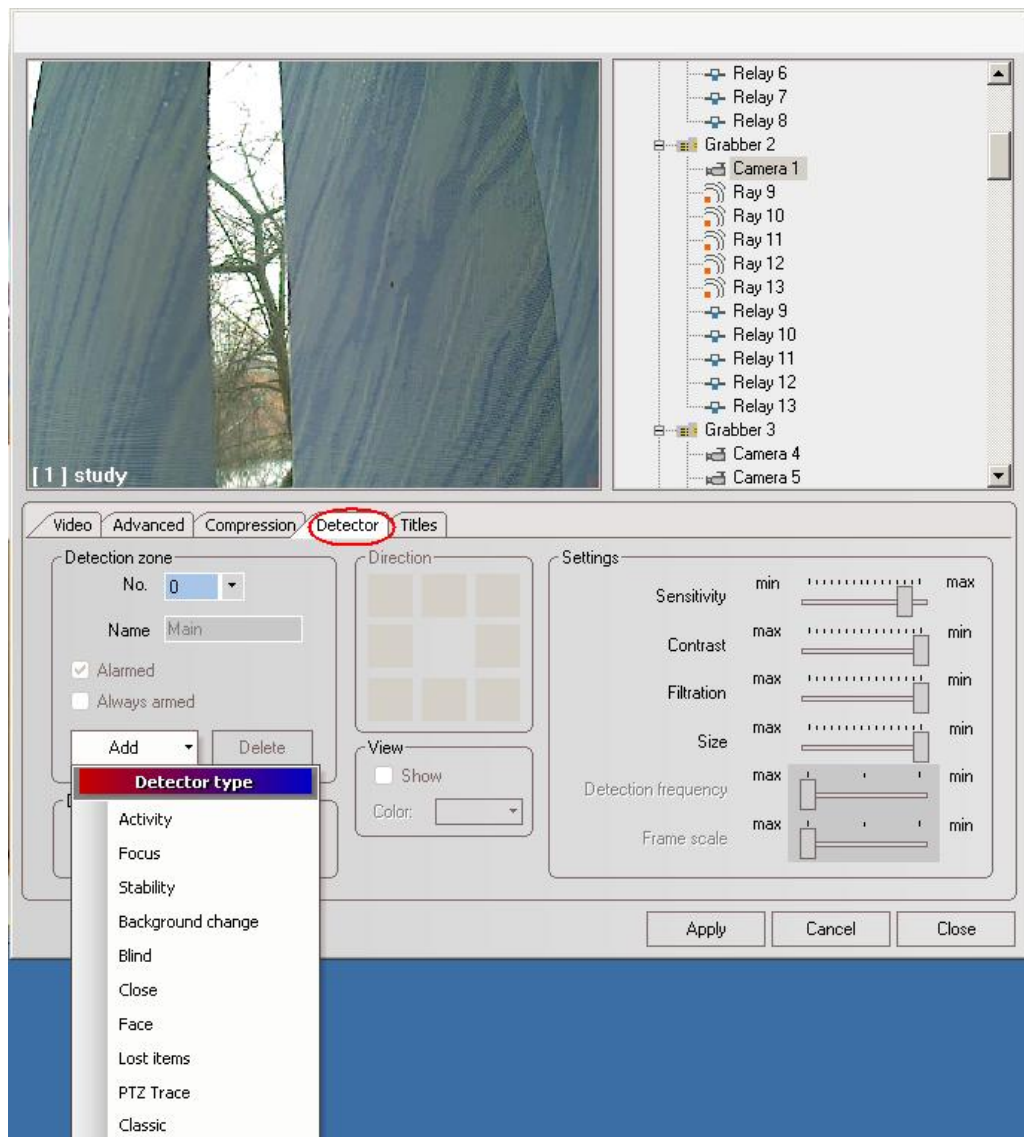 [ 1 ] study
Relay 6
Relay 7
Relay 8
Grabber 2
Camera 1
Ray 9
Ray 10
Ray 11
Ray 12
Ray 13
Relay 9
Relay 10
Relay 11
Relay 12
Relay 13
Grabber 3
Camera 4
Camera 5
Video Advanced Compression Detector Titles
Detection zone
No. 0
Name Main
Alarmed
Always armed
Add Delete
Detector type
Activity
Focus
Stability
Background change
Blind
Close
Face
Lost items
PTZ Trace
Classic
Direction
View
Show
Color:
Settings
Sensitivity min max
Contrast max min
Filtration max min
Size max min
Detection frequency max min
Frame scale max min
Apply Cancel Close